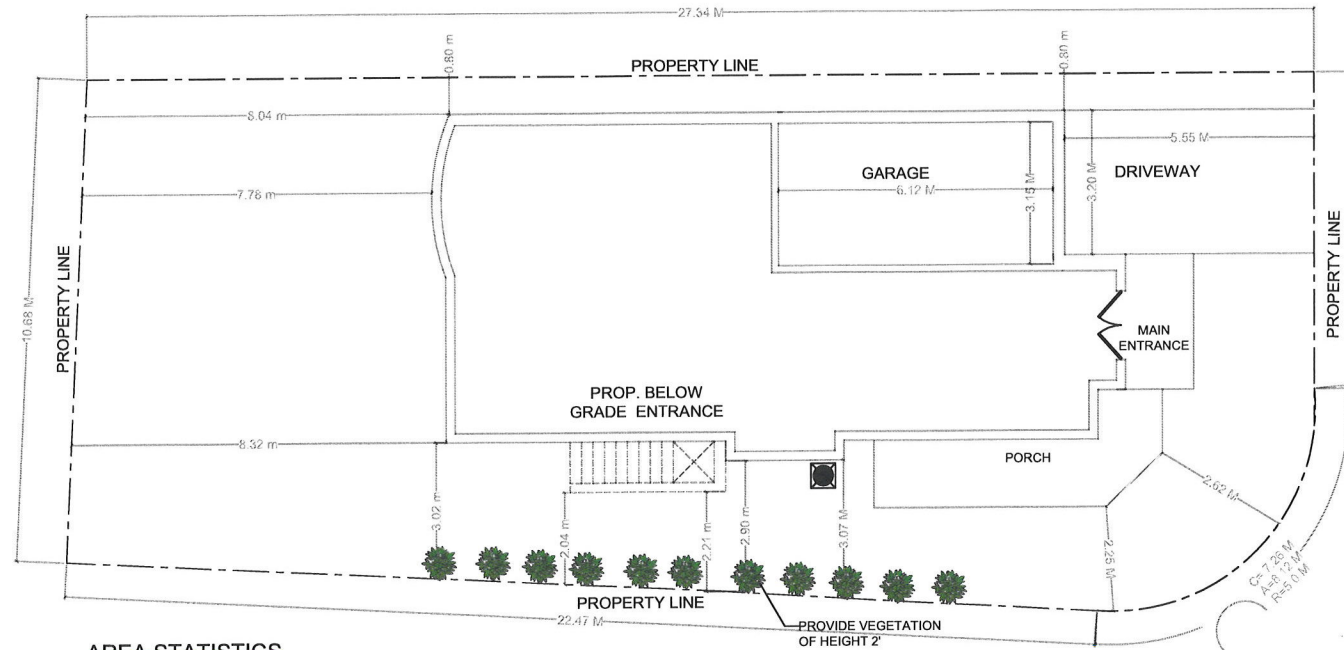 27.54 M
0.80 m
PROPERTY LINE
0.80 m
8.04 m
5.55 M
GARAGE
DRIVEWAY
6.12 M
3.15 M
3.20 M
7.78 m
PROPERTY LINE
PROPERTY LINE
10.68 M
MAIN
ENTRANCE
PROP. BELOW
GRADE ENTRANCE
8.32 m
PORCH
2.62 M
3.02 m
2.04 m
2.21 m
2.90 m
3.07 M
2.25 M
C= 7.26 M
A=8.12 M
R=5.0 M
PROPERTY LINE
22.47 M
PROVIDE VEGETATION
OF HEIGHT 2'
AREA STATISTICS